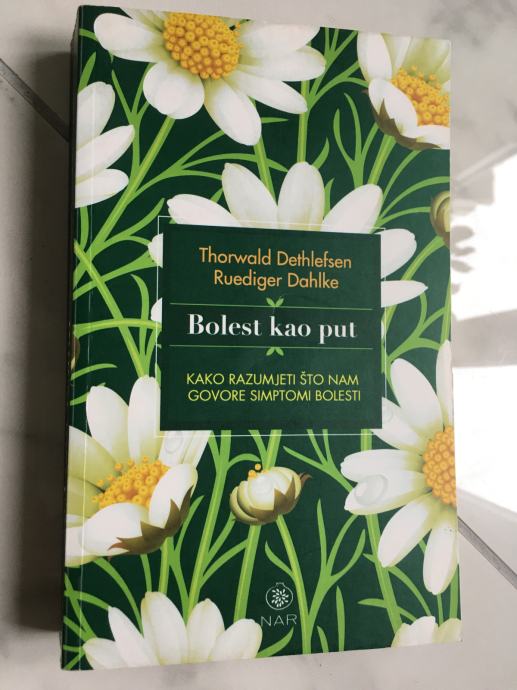 Thorwald Dethlefsen
Ruediger Dahlke
Bolest kao put
KAKO RAZUMJETI ŠTO NAM
GOVORE SIMPTOMI BOLESTI
NAR